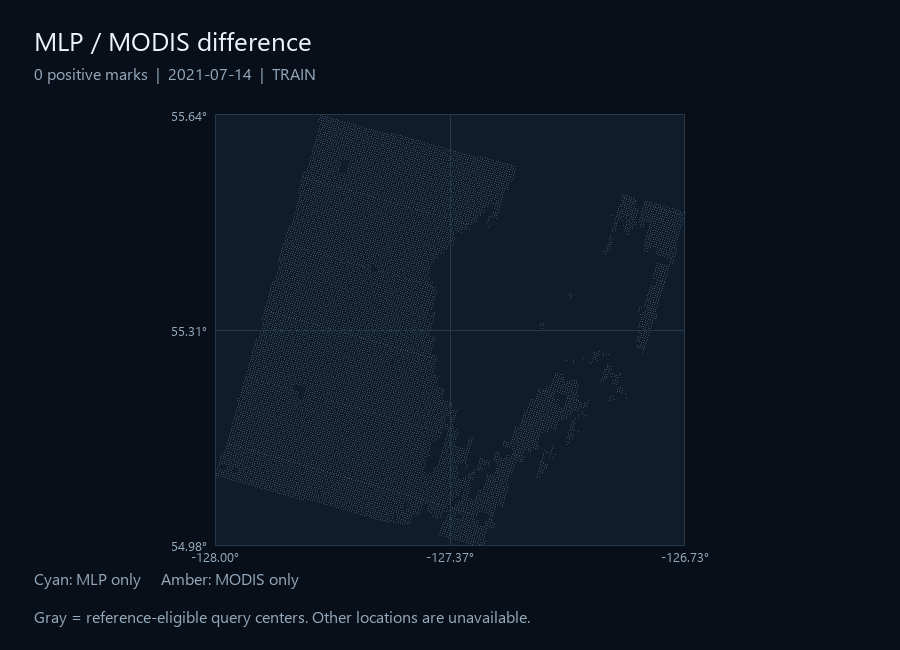 MLP / MODIS difference
0 positive marks | 2021-07-14 | TRAIN
55.64°
55.31°
54.98°
-128.00°
-127.37°
-126.73°
Cyan: MLP only Amber: MODIS only
Gray = reference-eligible query centers. Other locations are unavailable.